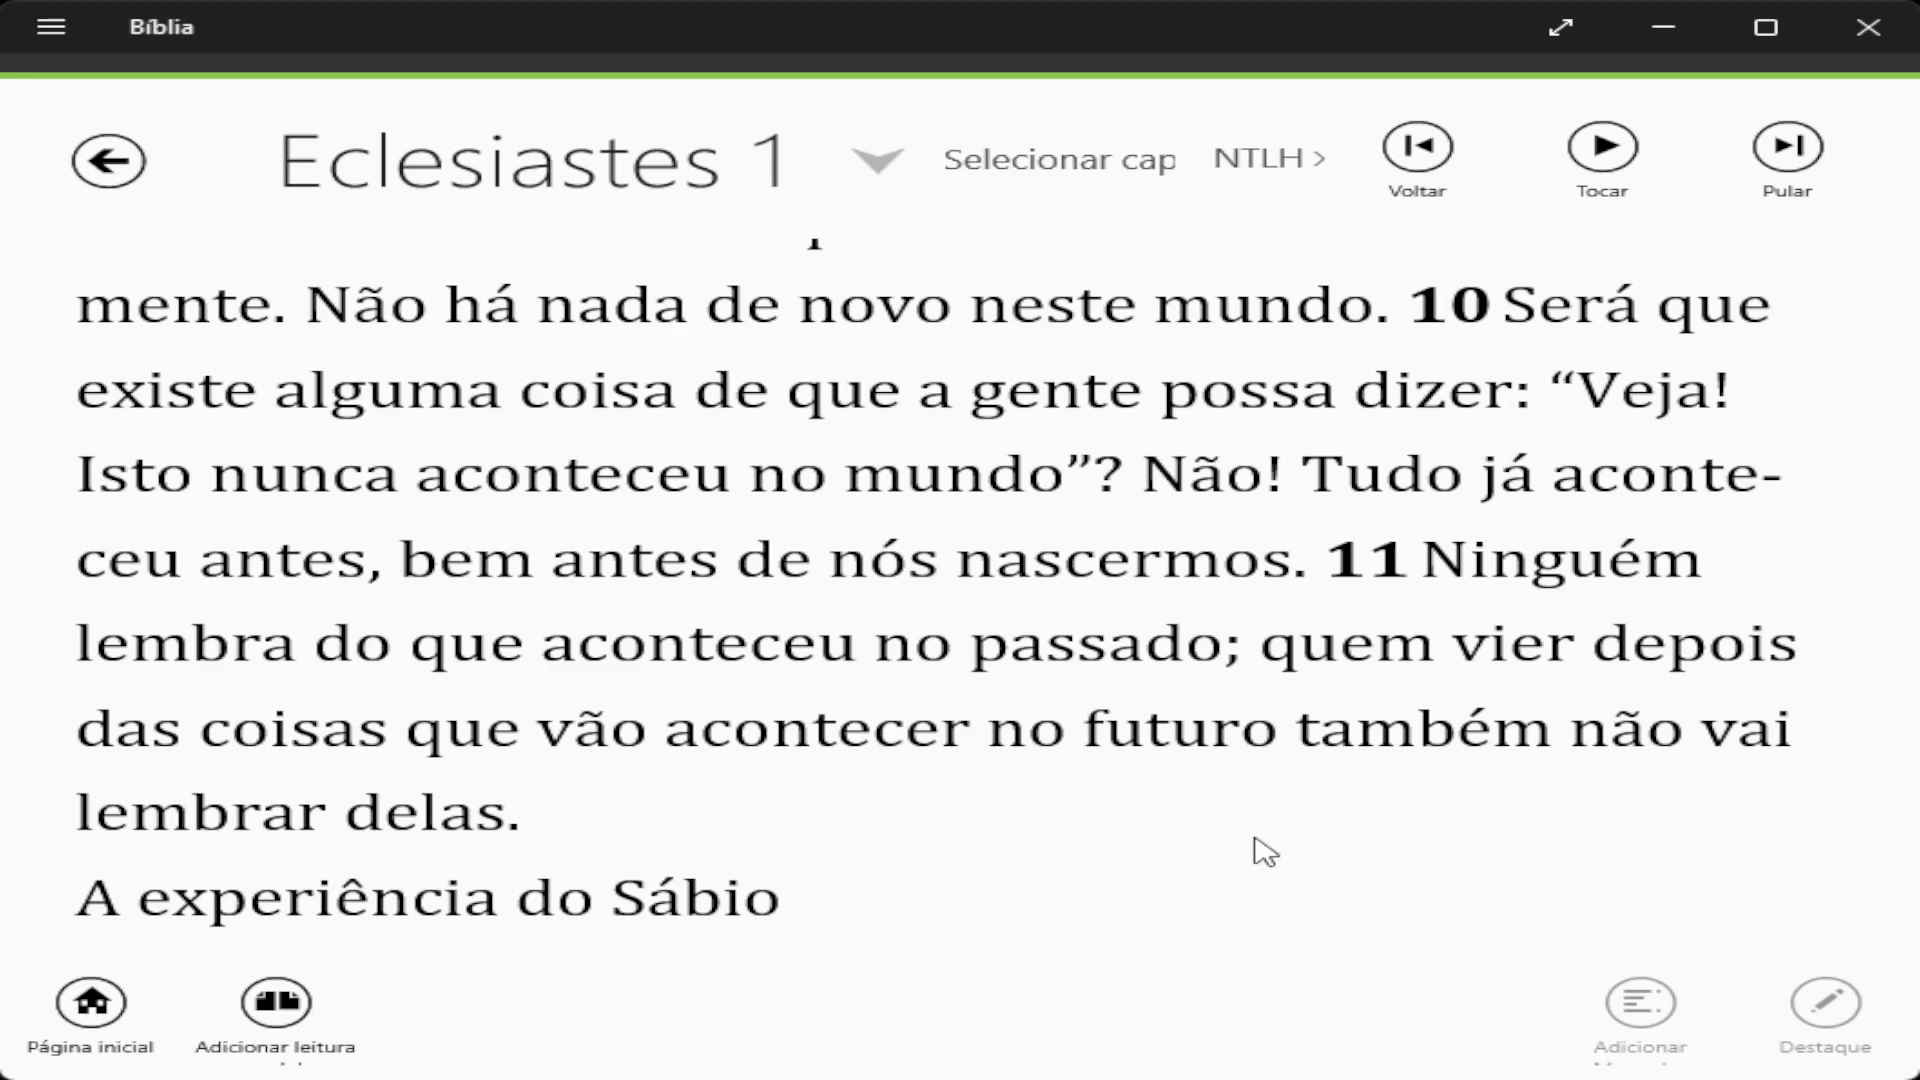 Bíblia
Eclesiastes 1
Selecionar cap
NTLH >
Voltar
Tocar
Pular
mente. Não há nada de novo neste mundo. 10 Será que
existe alguma coisa de que a gente possa dizer: “Veja!
Isto nunca aconteceu no mundo”? Não! Tudo já aconte-
ceu antes, bem antes de nós nascermos. 11 Ninguém
lembra do que aconteceu no passado; quem vier depois
das coisas que vão acontecer no futuro também não vai
lembrar delas.
A experiência do Sábio
Página inicial
Adicionar leitura
Adicionar
Destaque